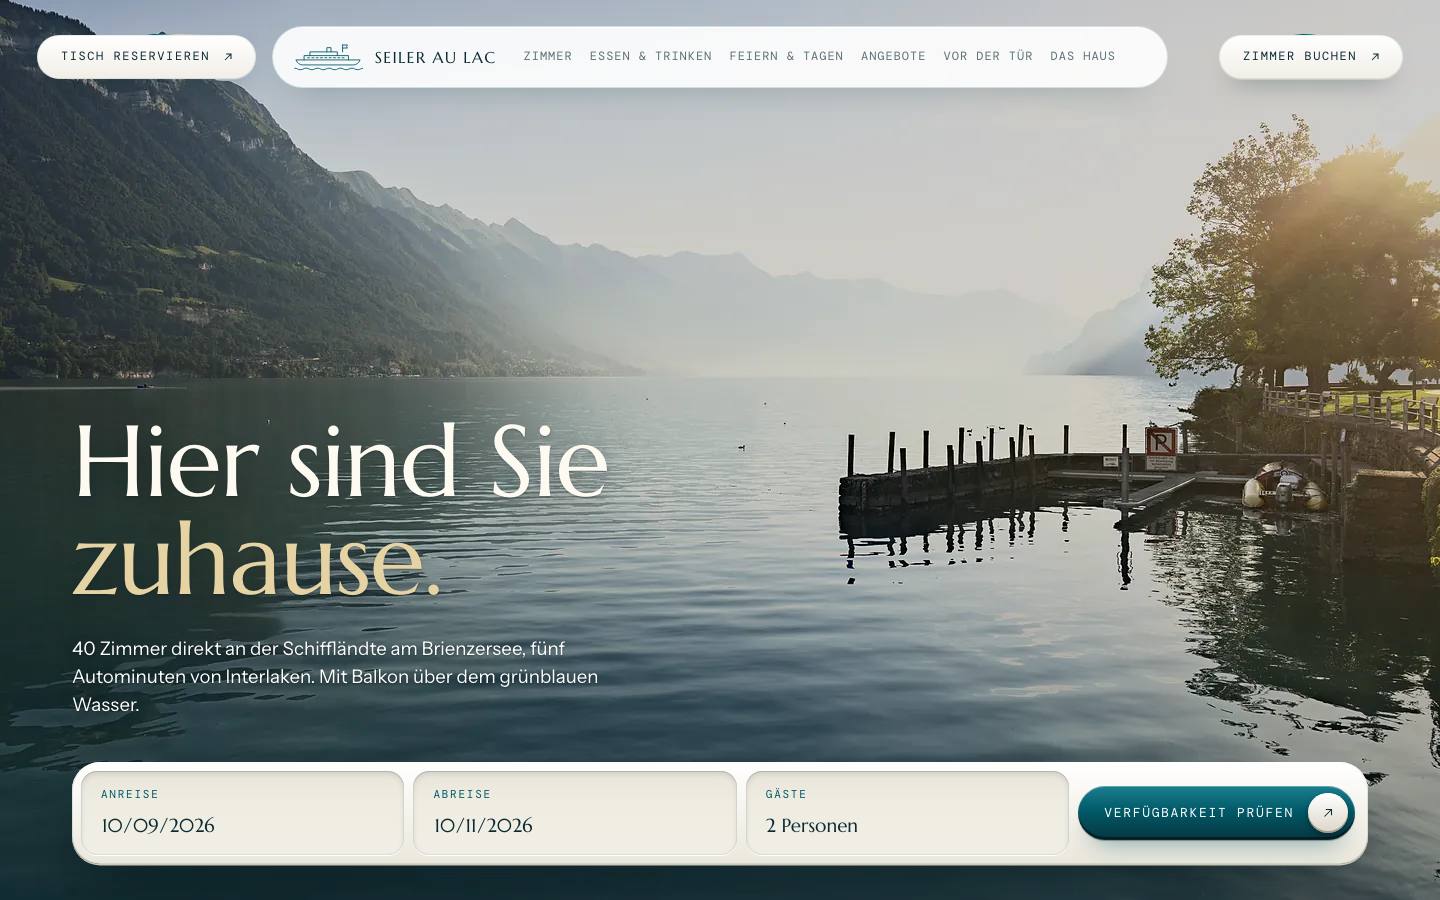 TISCH RESERVIEREN
SEILER AU LAC
ZIMMER
ESSEN & TRINKEN
FEIERN & TAGEN
ANGEBOTE
VOR DER TÜR
DAS HAUS
ZIMMER BUCHEN
Hier sind Sie
zuhause.
40 Zimmer direkt an der Schiffländte am Brienzersee, fünf
Autominuten von Interlaken. Mit Balkon über dem grünblauen
Wasser.
ANREISE
10/09/2026
ABREISE
10/11/2026
GÄSTE
2 Personen
VERFÜGBARKEIT PRÜFEN